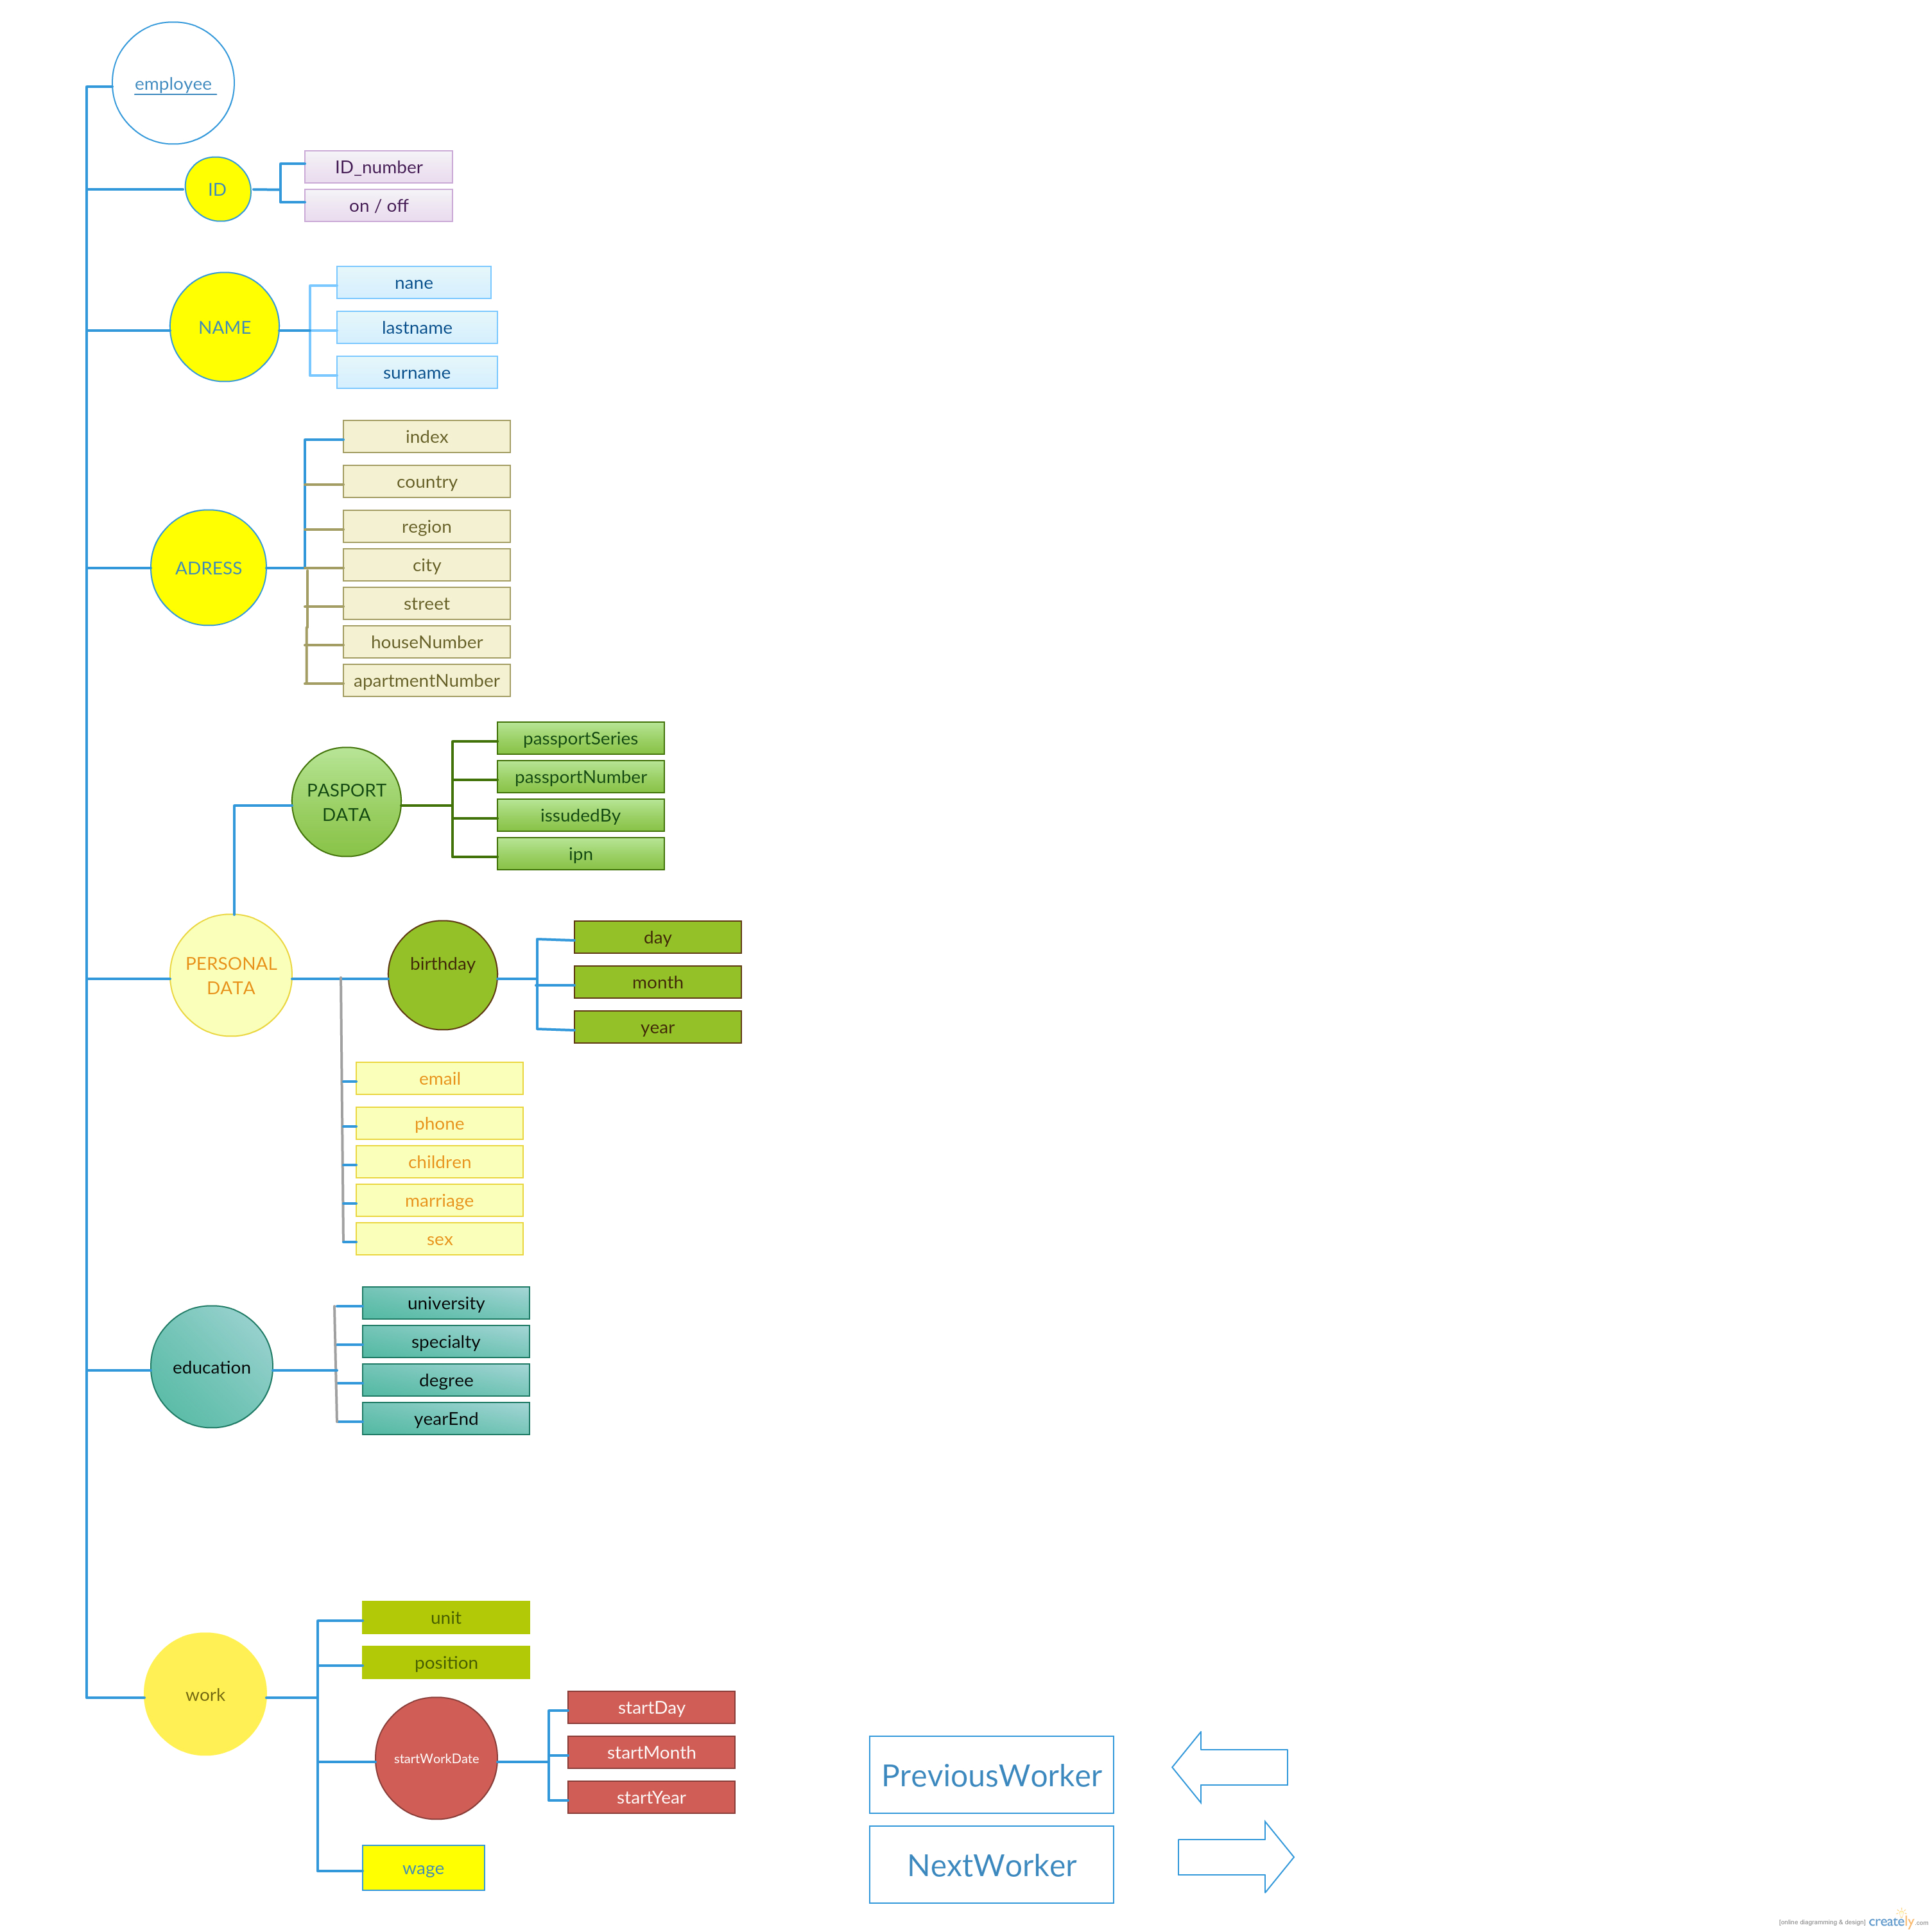 employee
ID
ID_number
on / off
NAME
nane
lastname
surname
ADRESS
index
country
region
city
street
houseNumber
apartmentNumber
PASPORT
DATA
passportSeries
passportNumber
issudedBy
ipn
PERSONAL
DATA
birthday
day
month
year
email
phone
children
marriage
sex
education
university
specialty
degree
yearEnd
work
unit
position
startWorkDate
startDay
startMonth
startYear
wage
PreviousWorker
NextWorker
[online diagramming & design] creately.com